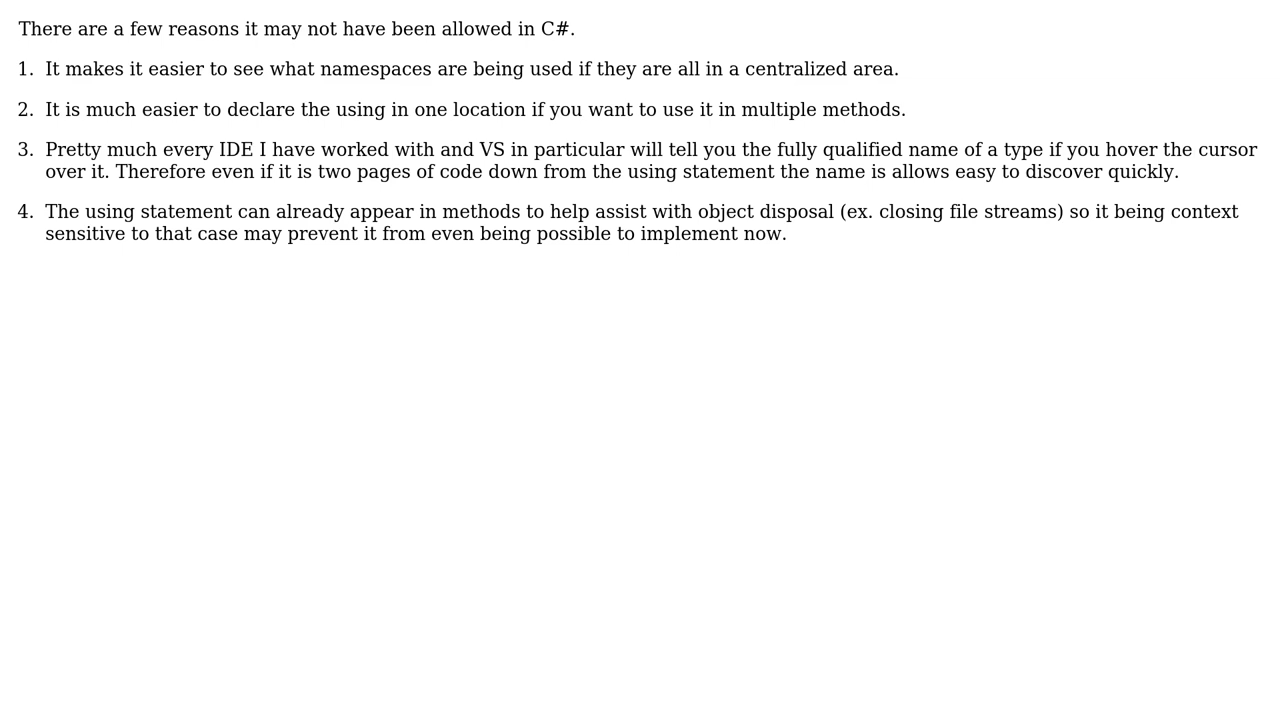 There are a few reasons it may not have been allowed in C#.
1. It makes it easier to see what namespaces are being used if they are all in a centralized area.
2. It is much easier to declare the using in one location if you want to use it in multiple methods.
3. Pretty much every IDE I have worked with and VS in particular will tell you the fully qualified name of a type if you hover the cursor
over it. Therefore even if it is two pages of code down from the using statement the name is allows easy to discover quickly.
4. The using statement can already appear in methods to help assist with object disposal (ex. closing file streams) so it being context
sensitive to that case may prevent it from even being possible to implement now.